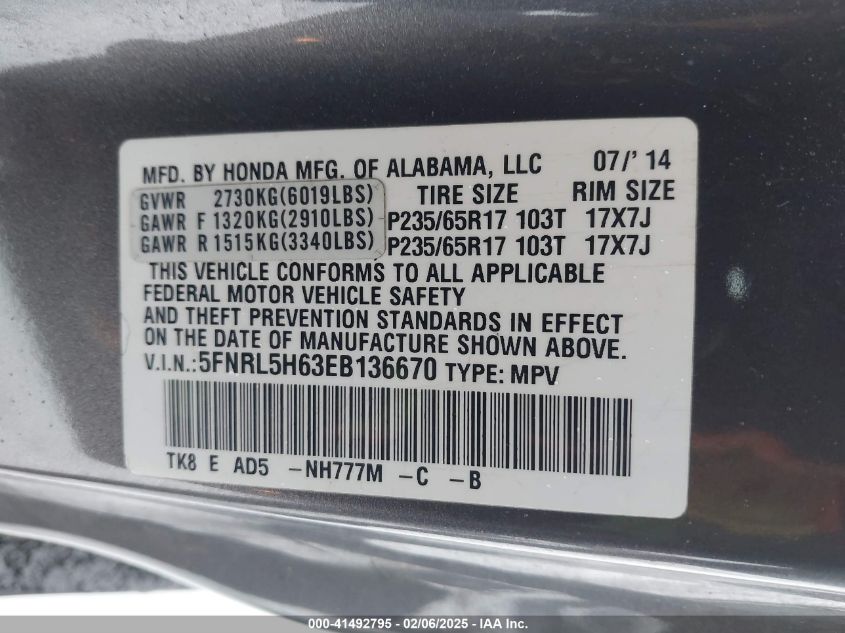 MFD. BY HONDA MFG. OF ALABAMA, LLC 07/' 14
GVWR 2730KG(6019LBS) TIRE SIZE RIM SIZE
GAWR F 1320KG(2910LBS) P235/65R17 103T 17X7J
GAWR R 1515KG(3340LBS) P235/65R17 103T 17X7J
THIS VEHICLE CONFORMS TO ALL APPLICABLE
FEDERAL MOTOR VEHICLE SAFETY
AND THEFT PREVENTION STANDARDS IN EFFECT
ON THE DATE OF MANUFACTURE SHOWN ABOVE.
V.I.N.:5FNRL5H63EB136670 TYPE: MPV
TK8 E AD5 -NH777M -C -B
000-41492795 - 02/06/2025 - IAA Inc.